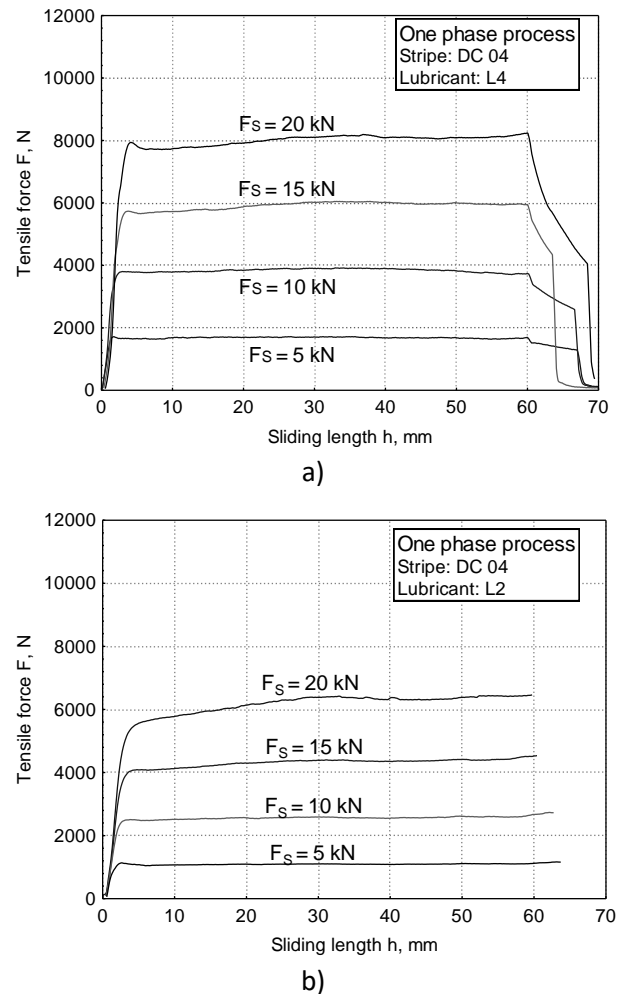 12000
10000
8000
6000
4000
2000
0
Tensile force F, N
One phase process
Stripe: DC 04
Lubricant: L4
FS = 20 kN
FS = 15 kN
FS = 10 kN
FS = 5 kN
0 10 20 30 40 50 60 70
Sliding length h, mm
a)
12000
10000
8000
6000
4000
2000
0
Tensile force F, N
One phase process
Stripe: DC 04
Lubricant: L2
FS = 20 kN
FS = 15 kN
FS = 10 kN
FS = 5 kN
0 10 20 30 40 50 60 70
Sliding length h, mm
b)